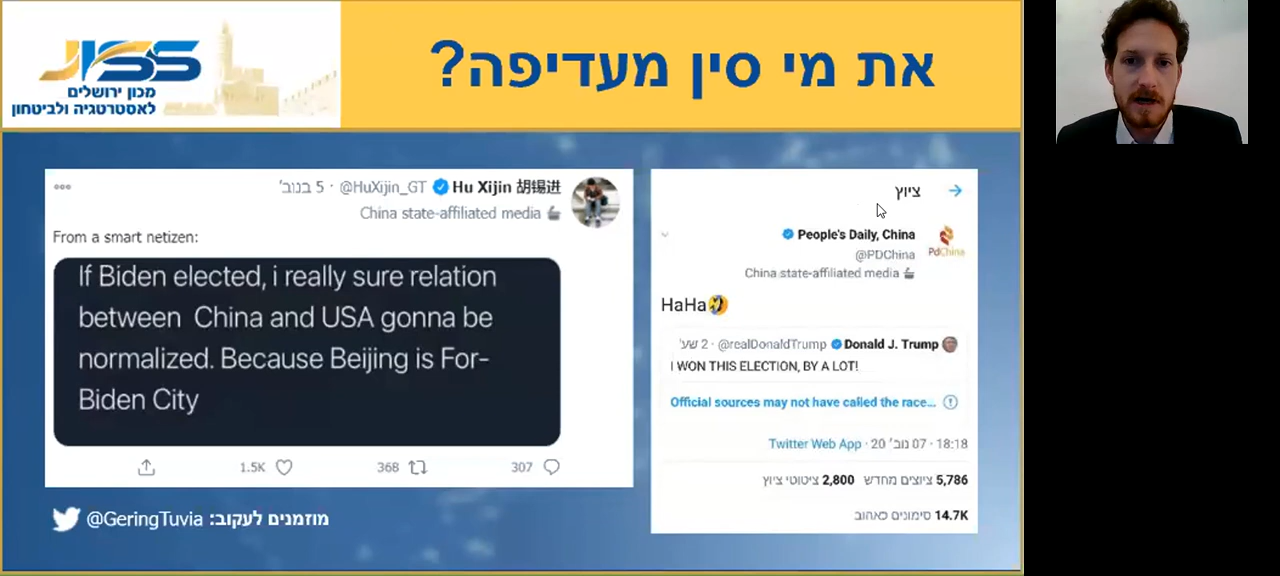 את מי סין מעדיפה?
JISS
מכון ירושלים
לאסטרטגיה ולביטחון
Hu Xijin 胡锡进 @HuXijin_GT · 5 בנוב׳
China state-affiliated media
From a smart netizen:
If Biden elected, i really sure relation
between China and USA gonna be
normalized. Because Beijing is For-
Biden City
307 368 1.5K
מוזמנים לעקוב: @GeringTuvia
ציוץ
People's Daily, China
@PDChina
PdChina
China state-affiliated media
HaHa🤣
Donald J. Trump @realDonaldTrump · 2 שע׳
I WON THIS ELECTION, BY A LOT!
Official sources may not have called the race...
18:18 · 07 נוב׳ 20 · Twitter Web App
5,786 ציוצים מחדש 2,800 ציטוטי ציוץ
14.7K סימונים כאהוב